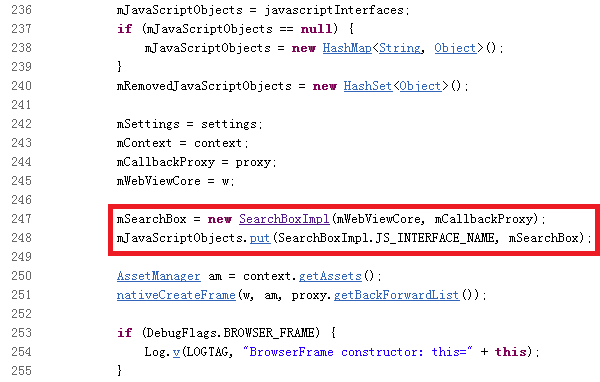 236 mJavaScriptObjects = javascriptInterfaces;
237 if (mJavaScriptObjects == null) {
238 mJavaScriptObjects = new HashMap<String, Object>();
239 }
240 mRemovedJavaScriptObjects = new HashSet<Object>();
241
242 mSettings = settings;
243 mContext = context;
244 mCallbackProxy = proxy;
245 mWebViewCore = w;
246
247 mSearchBox = new SearchBoxImpl(mWebViewCore, mCallbackProxy);
248 mJavaScriptObjects.put(SearchBoxImpl.JS_INTERFACE_NAME, mSearchBox);
249
250 AssetManager am = context.getAssets();
251 nativeCreateFrame(w, am, proxy.getBackForwardList());
252
253 if (DebugFlags.BROWSER_FRAME) {
254 Log.v(LOGTAG, "BrowserFrame constructor: this=" + this);
255 }